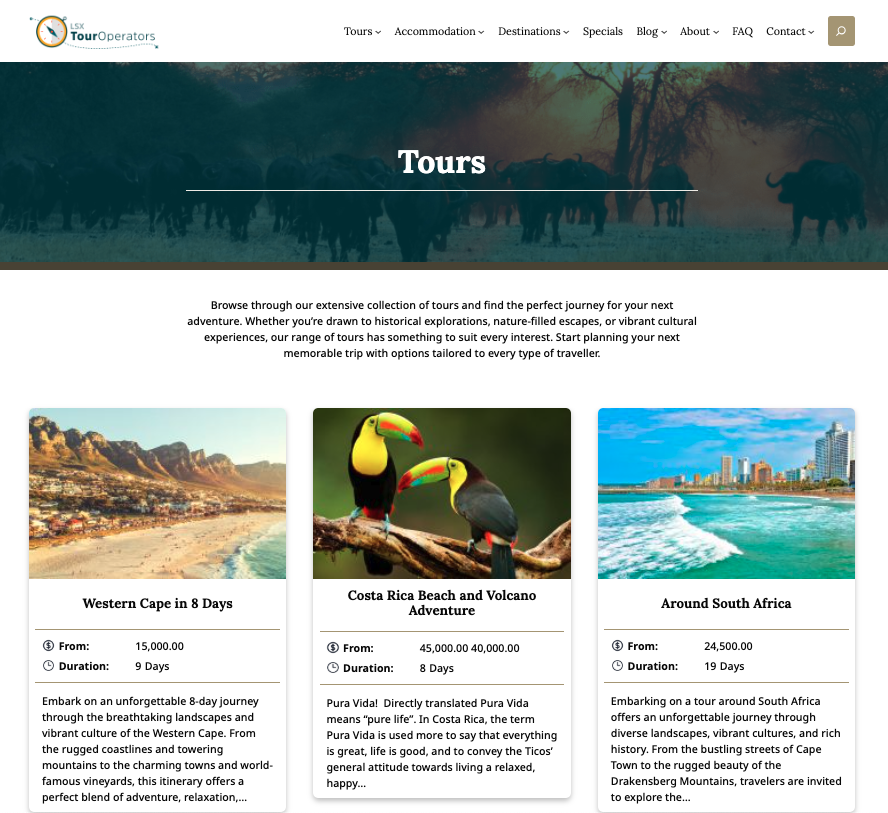 LSX
TourOperators
Tours Accommodation Destinations Specials Blog About FAQ Contact
Tours
Browse through our extensive collection of tours and find the perfect journey for your next
adventure. Whether you're drawn to historical explorations, nature-filled escapes, or vibrant cultural
experiences, our range of tours has something to suit every interest. Start planning your next
memorable trip with options tailored to every type of traveller.
Western Cape in 8 Days
From: 15,000.00
Duration: 9 Days
Embark on an unforgettable 8-day journey
through the breathtaking landscapes and
vibrant culture of the Western Cape. From
the rugged coastlines and towering
mountains to the charming towns and world-
famous vineyards, this itinerary offers a
perfect blend of adventure, relaxation,...
Costa Rica Beach and Volcano
Adventure
From: 45,000.00 40,000.00
Duration: 8 Days
Pura Vida!  Directly translated Pura Vida
means “pure life”. In Costa Rica, the term
Pura Vida is used more to say that everything
is great, life is good, and to convey the Ticos'
general attitude towards living a relaxed,
happy...
Around South Africa
From: 24,500.00
Duration: 19 Days
Embarking on a tour around South Africa
offers an unforgettable journey through
diverse landscapes, vibrant cultures, and rich
history. From the bustling streets of Cape
Town to the rugged beauty of the
Drakensberg Mountains, travelers are invited
to explore the...